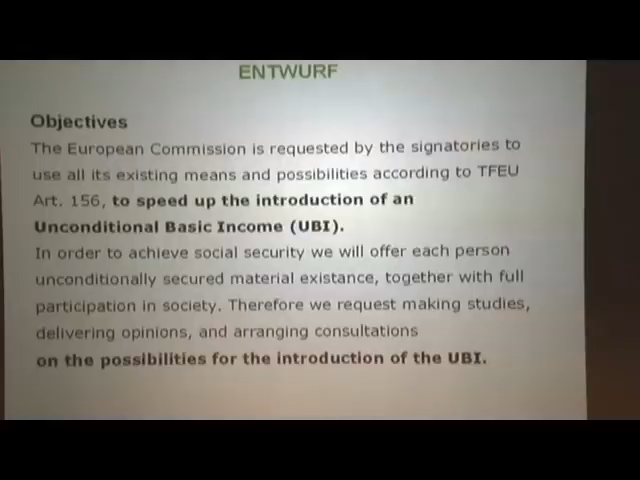 ENTWURF
Objectives
The European Commission is requested by the signatories to
use all its existing means and possibilities according to TFEU
Art. 156, to speed up the introduction of an
Unconditional Basic Income (UBI).
In order to achieve social security we will offer each person
unconditionally secured material existance, together with full
participation in society. Therefore we request making studies,
delivering opinions, and arranging consultations
on the possibilities for the introduction of the UBI.